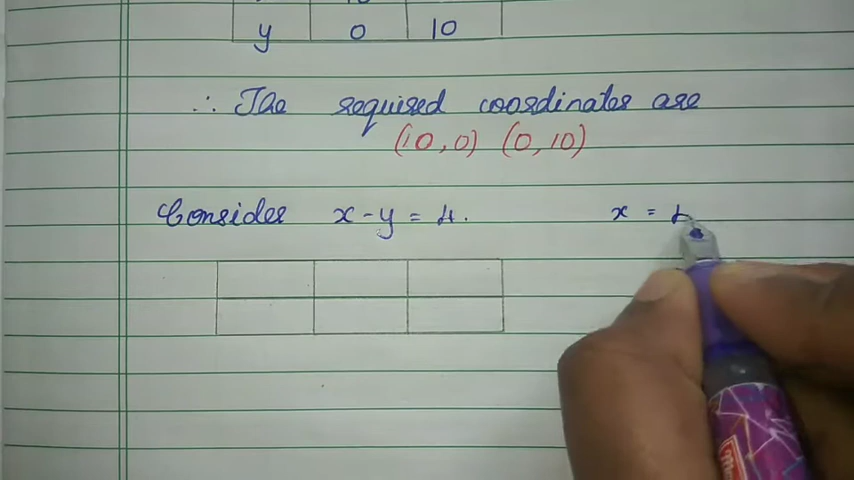 y 0 10
∴ The required coordinates are
(10,0) (0,10)
Consider x - y = 4. x =